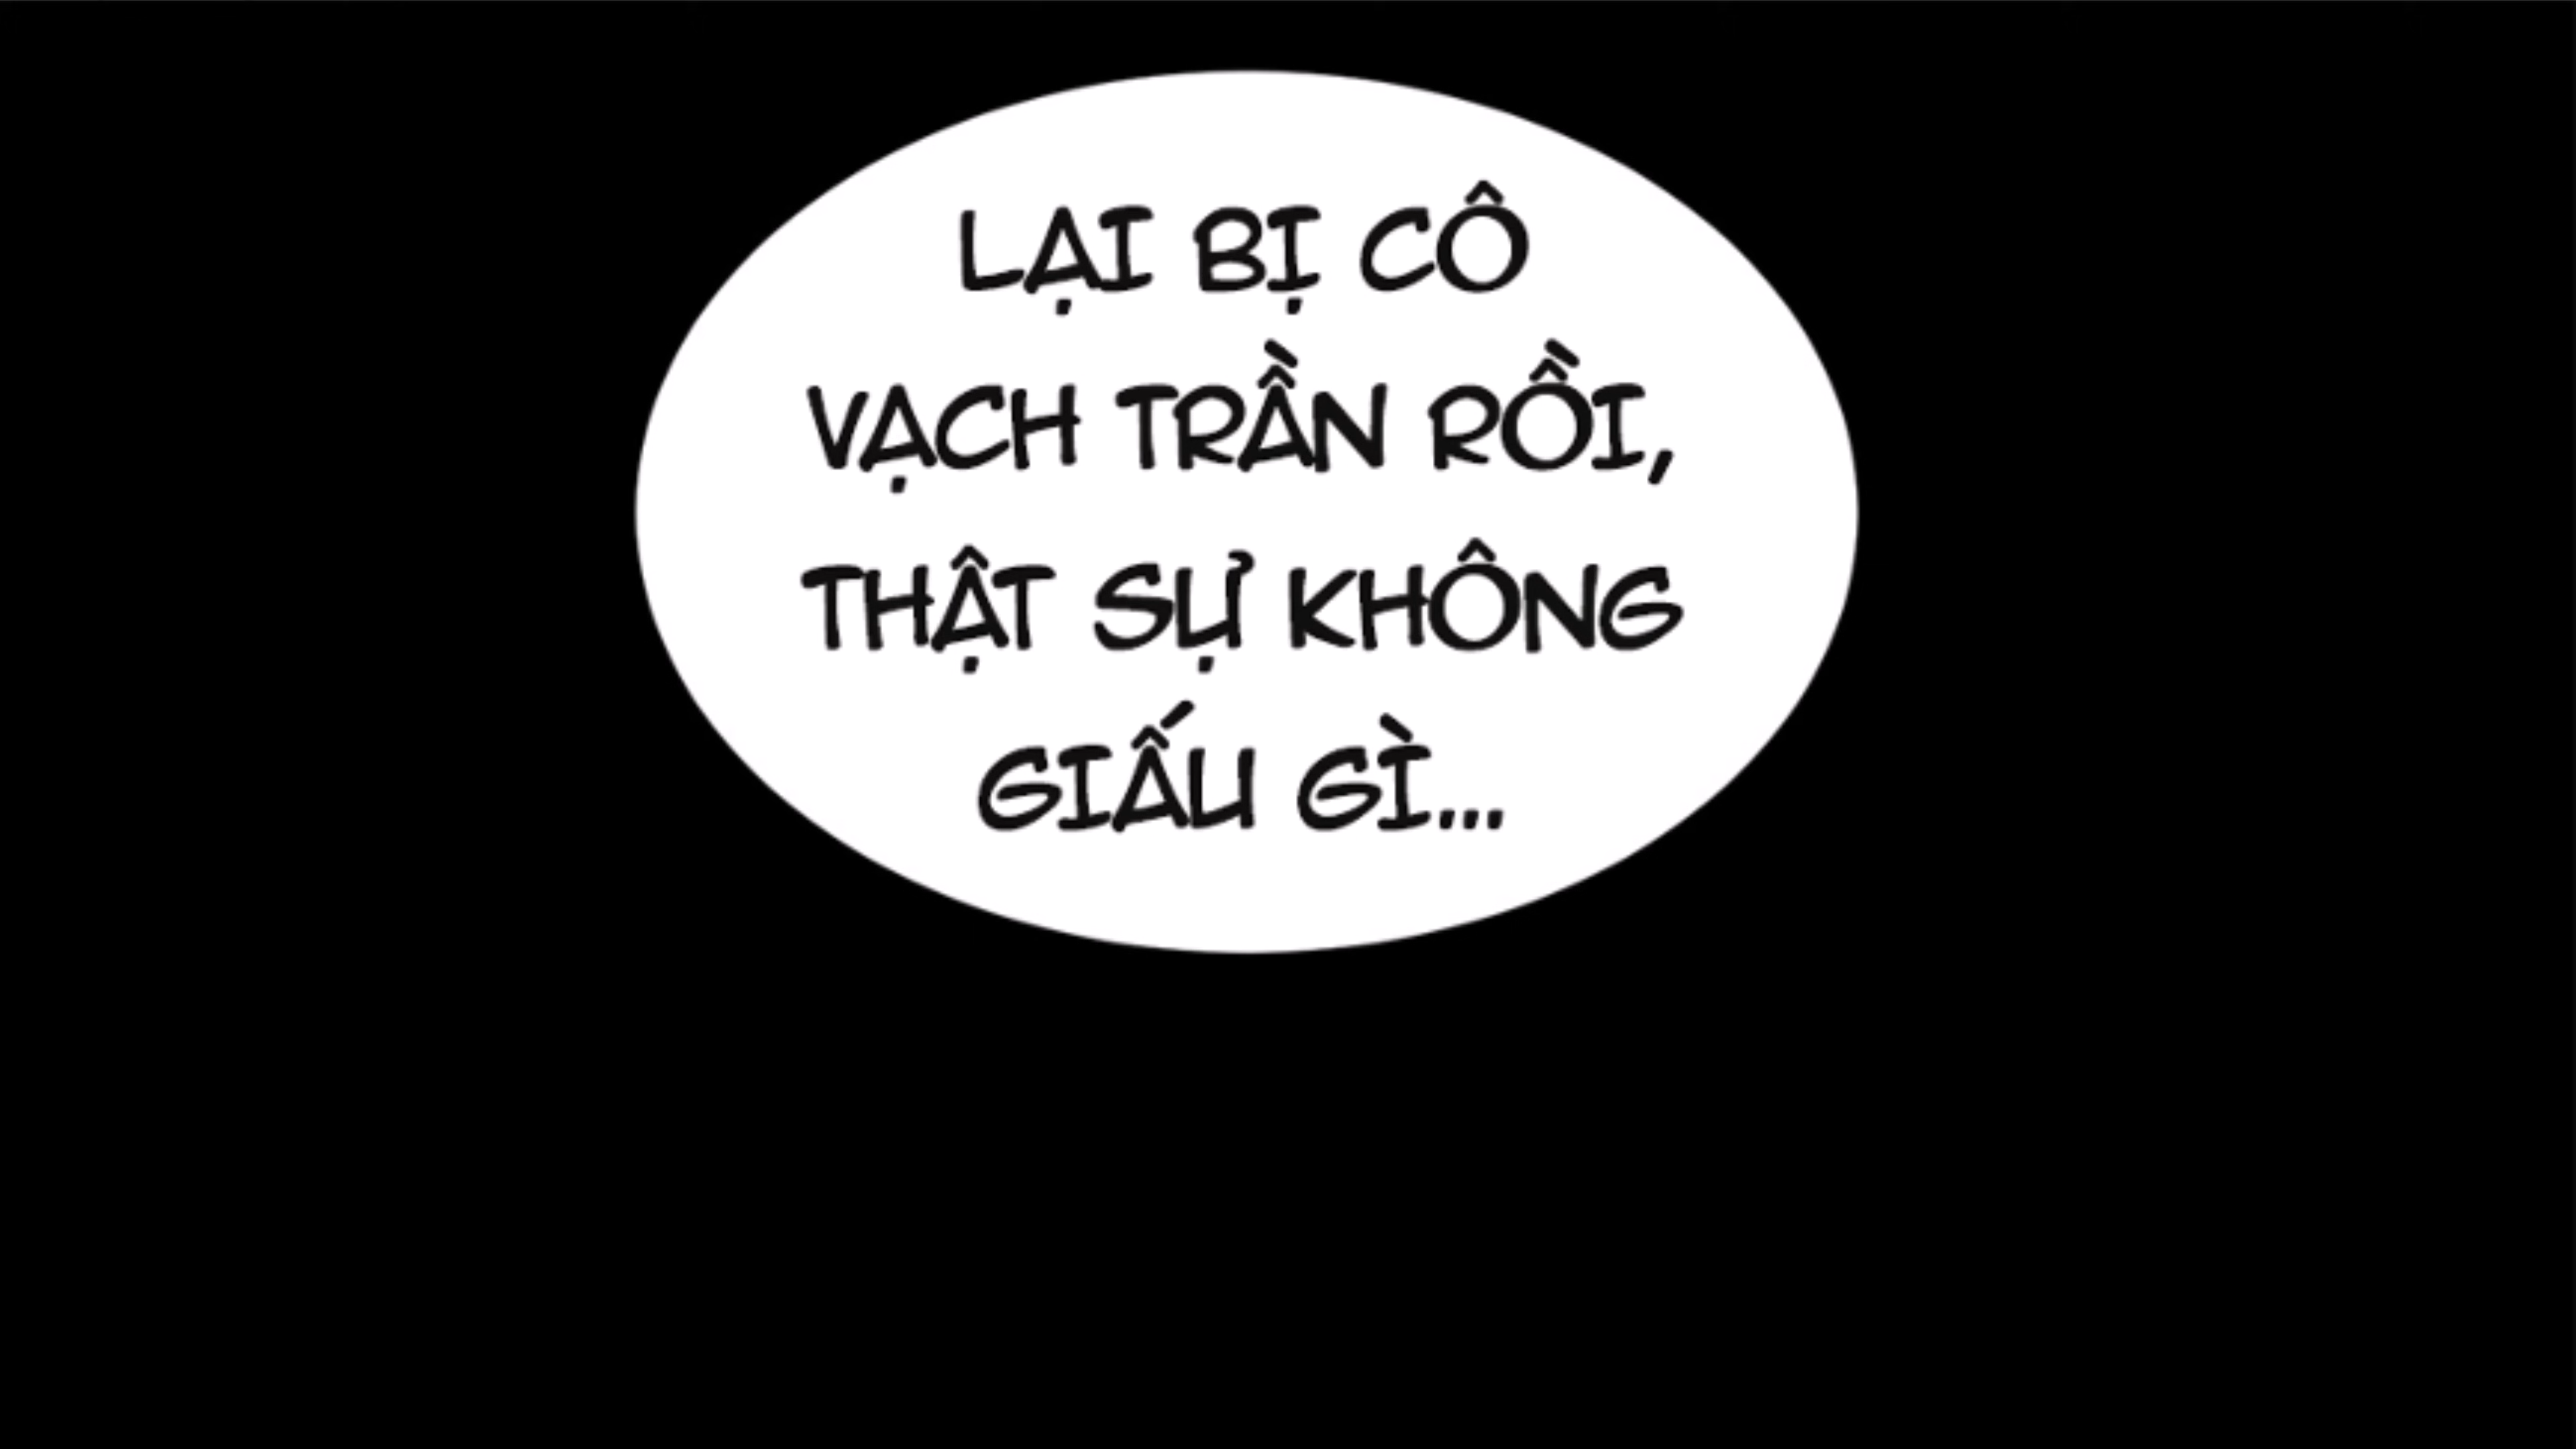 LẠI BỊ CÔ
VẠCH TRẦN RỒI,
THẬT SỰ KHÔNG
GIẤU GÌ...